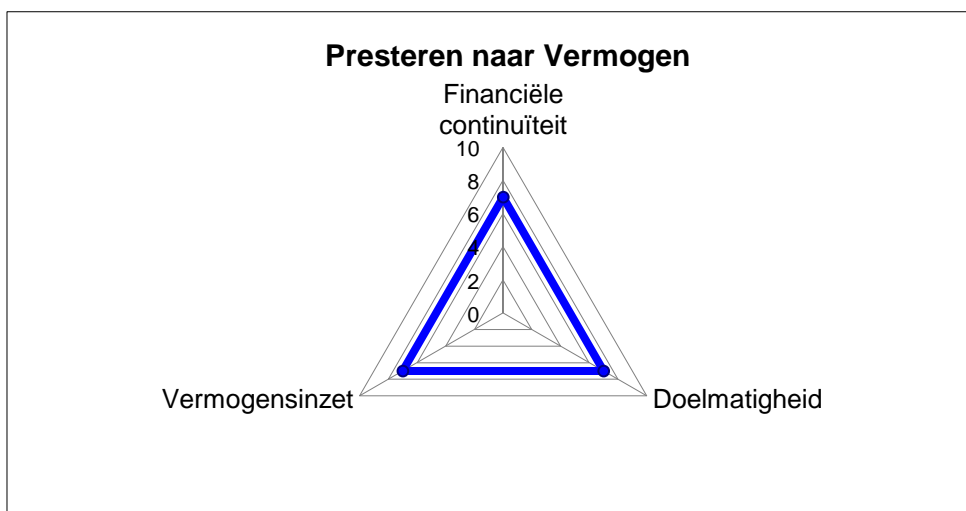 Presteren naar Vermogen
Financiële
continuïteit
10
8
6
4
2
0
Vermogensinzet
Doelmatigheid